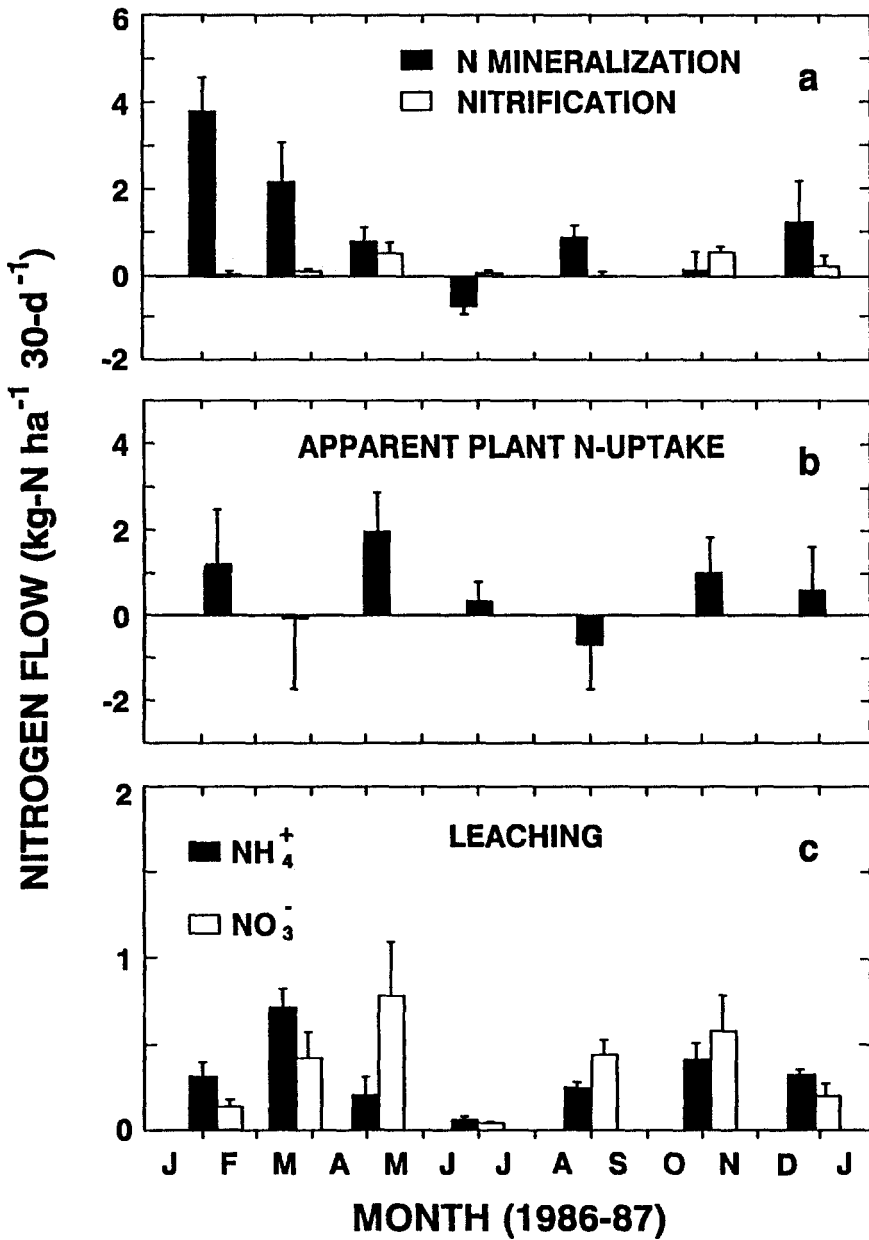 NITROGEN FLOW (kg-N ha⁻¹ 30-d⁻¹)
6
4
2
0
-2
N MINERALIZATION
NITRIFICATION
a
4
2
0
-2
APPARENT PLANT N-UPTAKE
b
2
1
0
LEACHING
c
NH₄⁺
NO₃⁻
J F M A M J J A S O N D J
MONTH (1986-87)